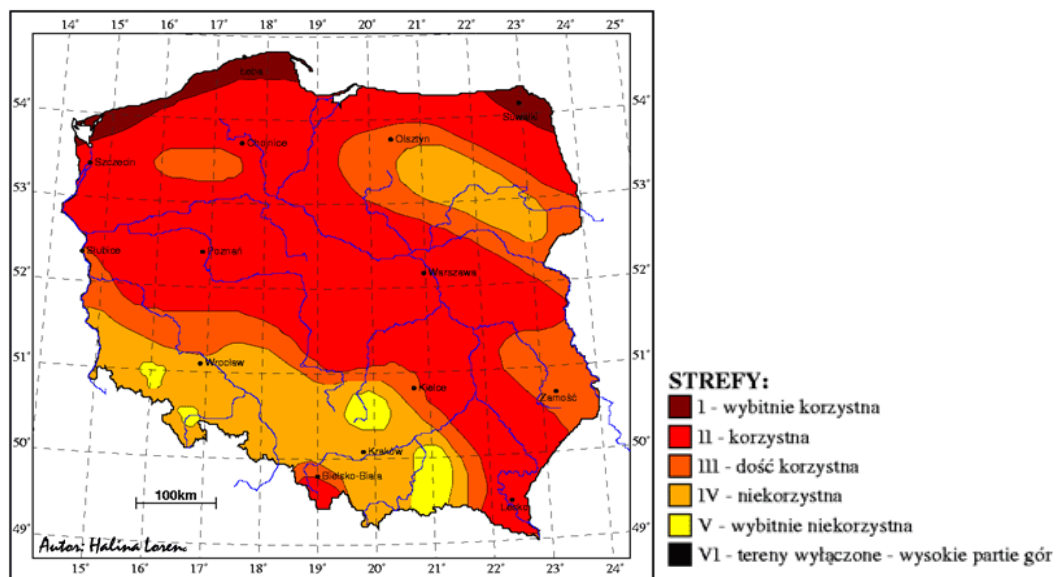 14° 15° 16° 17° 18° 19° 20° 21° 22° 23° 24° 25°
54° 54°
Łeba
Suwałki
Chojnice
Olsztyn
Szczecin
53° 53°
Słubice
Poznań
52° 52°
Warszawa
51° 51°
Wrocław
Kielce
Zamość
50° 50°
Kraków
Bielsko-Biała
100km
Lesko
49° 49°
Autor: Halina Lorenc
15° 16° 17° 18° 19° 20° 21° 22° 23°
STREFY:
I - wybitnie korzystna
II - korzystna
III - dość korzystna
IV - niekorzystna
V - wybitnie niekorzystna
VI - tereny wyłączone - wysokie partie gór